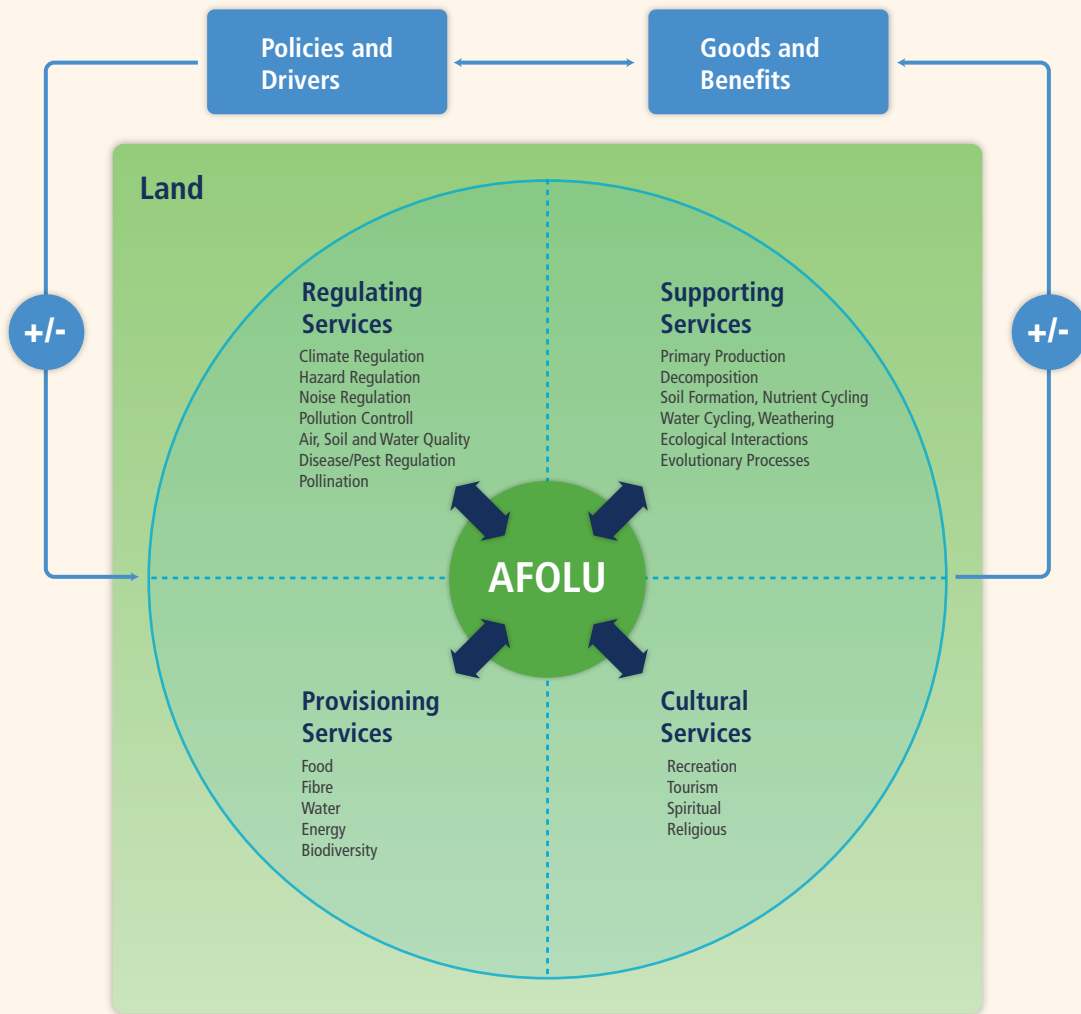 Policies and
Drivers
Goods and
Benefits
Land
+/-
+/-
Regulating
Services
Climate Regulation
Hazard Regulation
Noise Regulation
Pollution Controll
Air, Soil and Water Quality
Disease/Pest Regulation
Pollination
Supporting
Services
Primary Production
Decomposition
Soil Formation, Nutrient Cycling
Water Cycling, Weathering
Ecological Interactions
Evolutionary Processes
AFOLU
Provisioning
Services
Food
Fibre
Water
Energy
Biodiversity
Cultural
Services
Recreation
Tourism
Spiritual
Religious